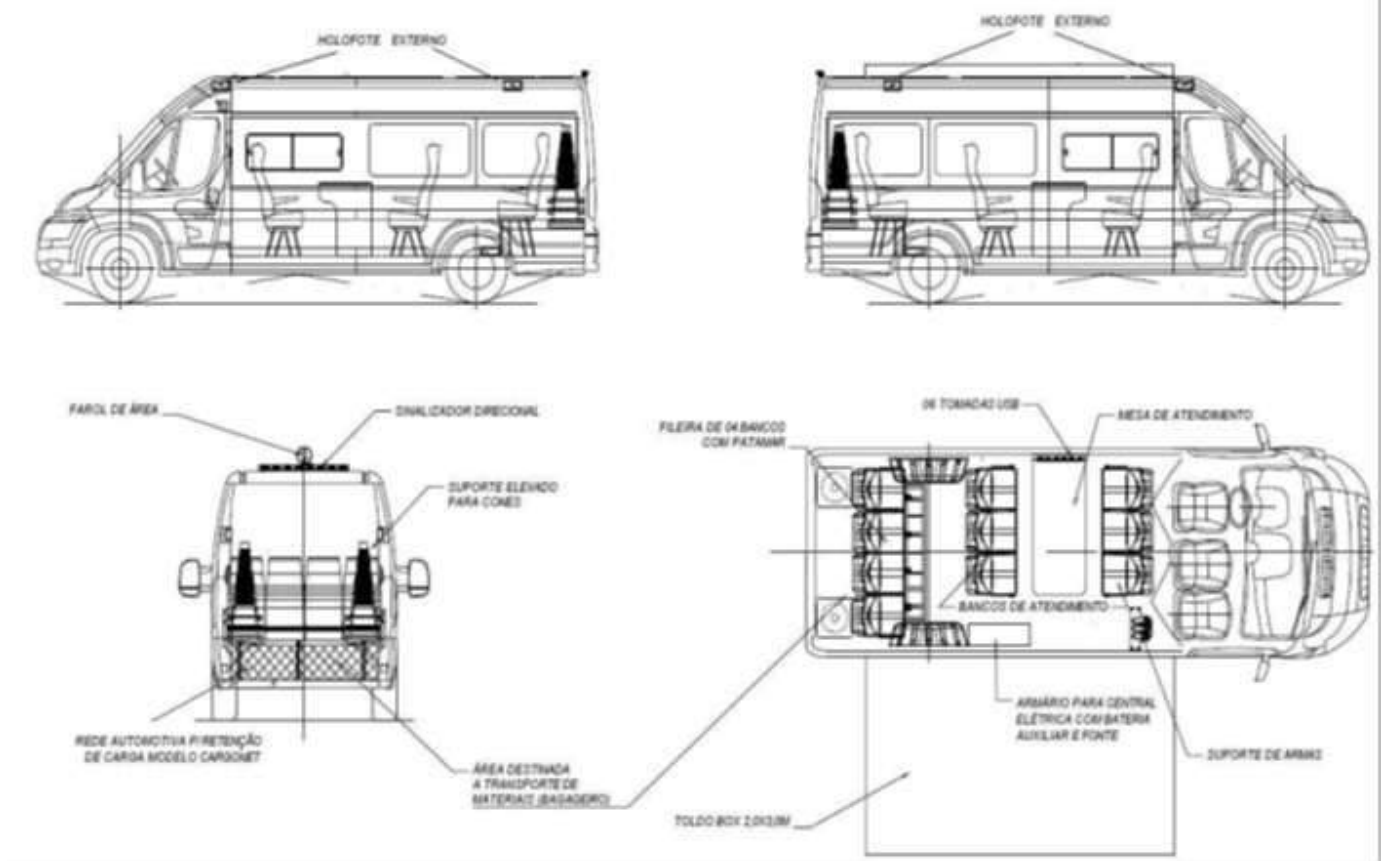 HOLOFOTE EXTERNO
HOLOFOTE EXTERNO
FAROL DE ÁREA
SINALIZADOR DIRECIONAL
SUPORTE ELEVADO
PARA CONES
REDE AUTOMOTIVA P/RETENÇÃO
DE CARGA MODELO CARGONET
ÁREA DESTINADA
A TRANSPORTE DE
MATERIAIS (BAGAGEIRO)
FILEIRA DE 04 BANCOS
COM PATAMAR
06 TOMADAS USB
MESA DE ATENDIMENTO
BANCOS DE ATENDIMENTO
ARMÁRIO PARA CENTRAL
ELÉTRICA COM BATERIA
AUXILIAR E FONTE
SUPORTE DE ARMAS
TOLDO BOX 2,0X3,0M